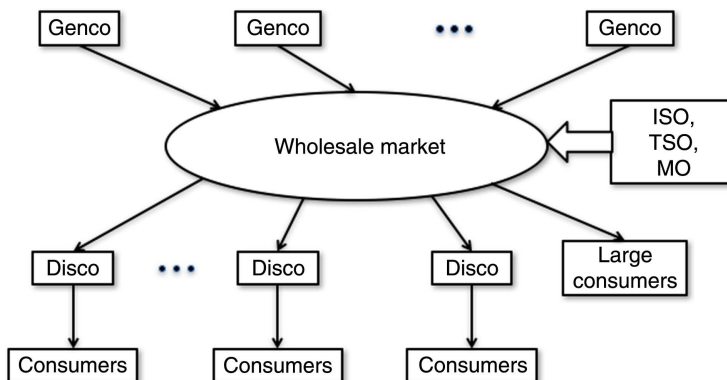 Genco
Genco
Genco
ISO,
TSO,
MO
Wholesale market
Disco
Disco
Disco
Large
consumers
Consumers
Consumers
Consumers